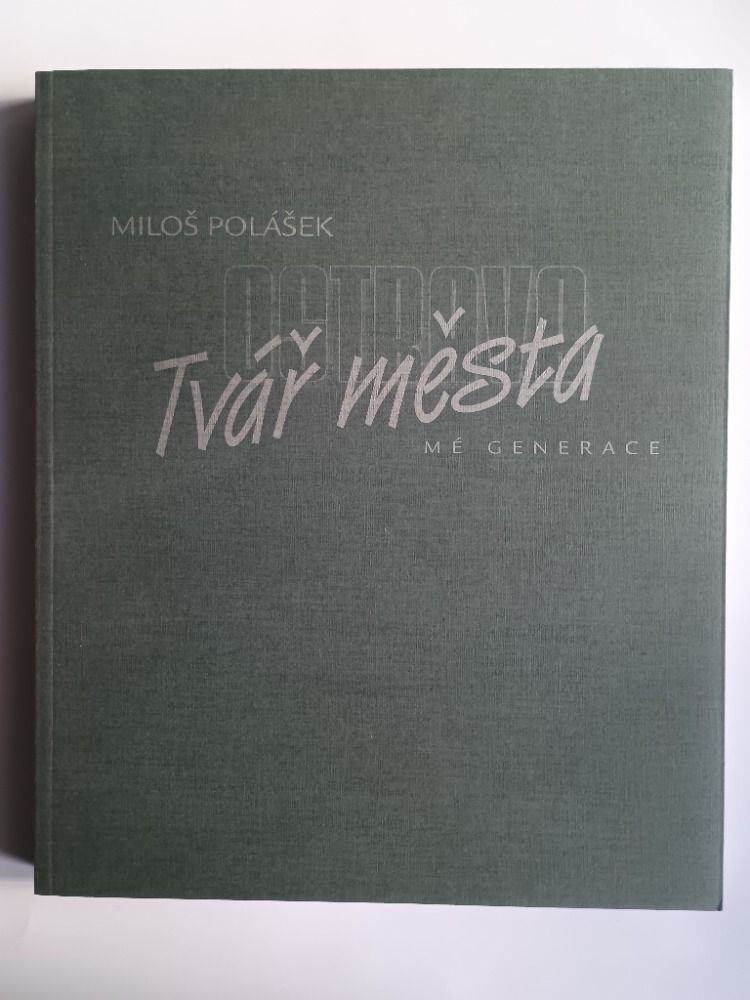 MILOŠ POLÁŠEK
OSTRAVA
Tvář města
MÉ GENERACE